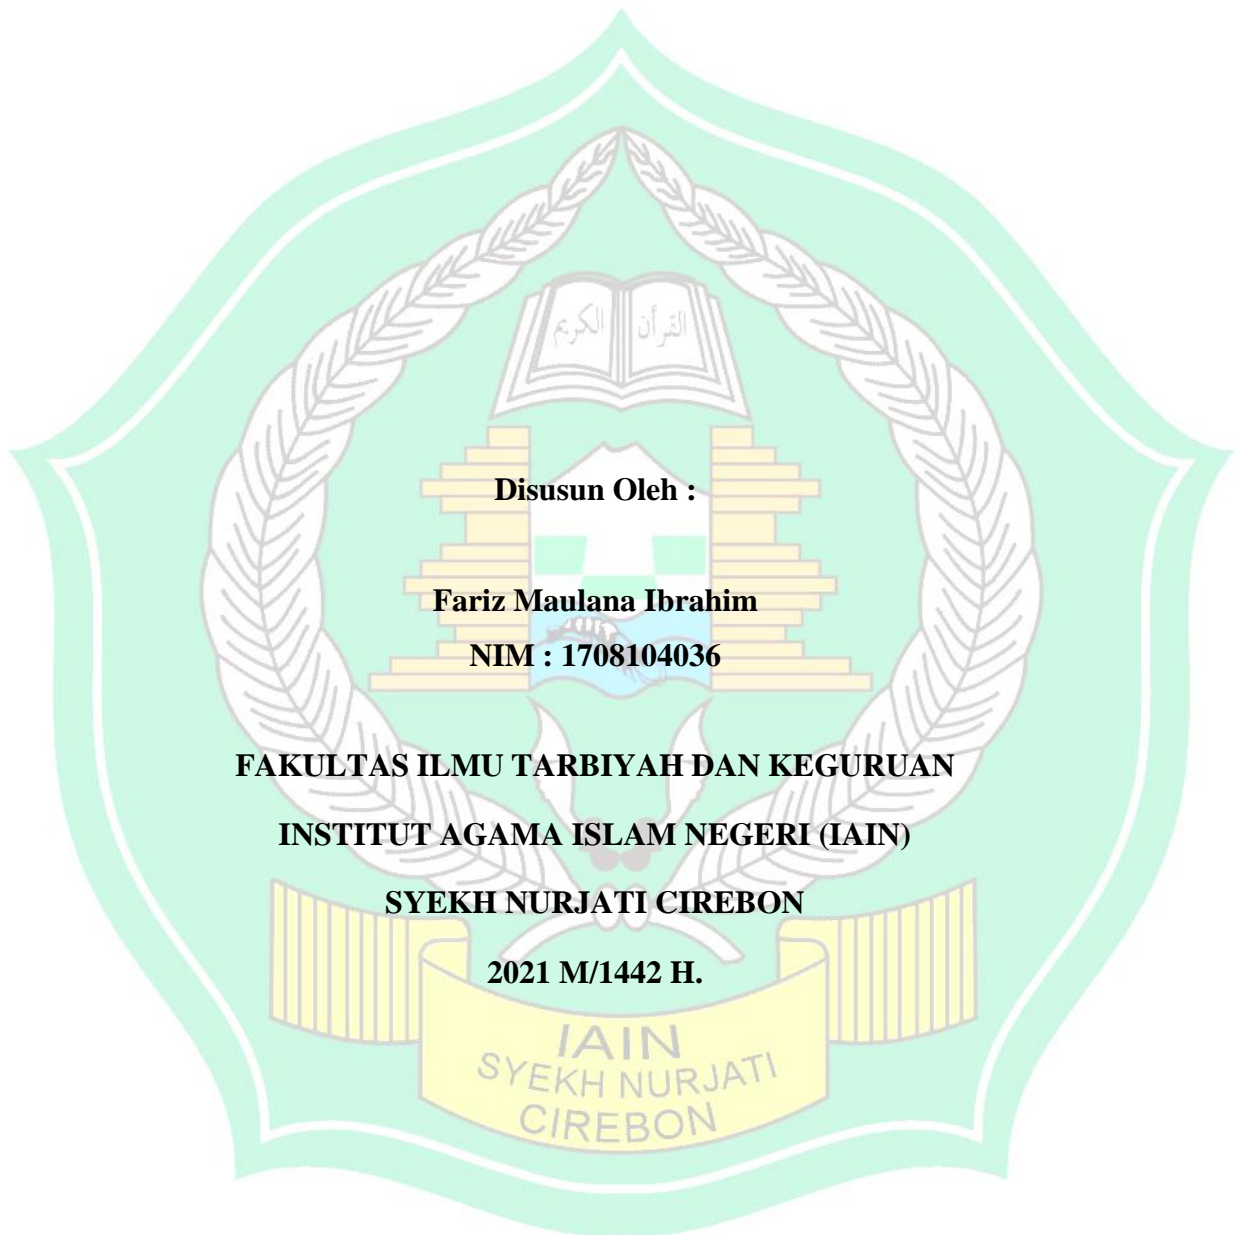 القرآن الكريم
Disusun Oleh :
Fariz Maulana Ibrahim
NIM : 1708104036
FAKULTAS ILMU TARBIYAH DAN KEGURUAN
INSTITUT AGAMA ISLAM NEGERI (IAIN)
SYEKH NURJATI CIREBON
2021 M/1442 H.
IAIN
SYEKH NURJATI
CIREBON